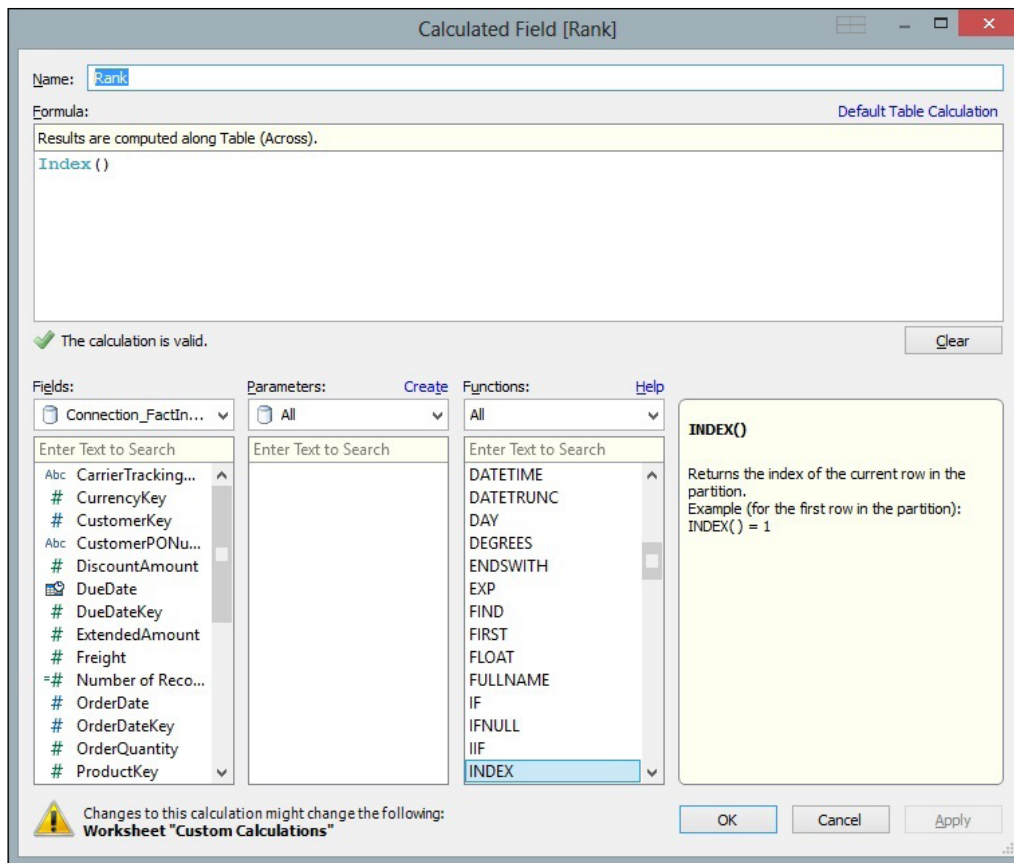 Calculated Field [Rank]
Name: Rank
Formula: Default Table Calculation
Results are computed along Table (Across).
Index()
The calculation is valid. Clear
Fields: Parameters: Create Functions: Help
Connection_FactIn... All All
Enter Text to Search Enter Text to Search Enter Text to Search
Abc CarrierTracking...
# CurrencyKey
# CustomerKey
Abc CustomerPONu...
# DiscountAmount
DueDate
# DueDateKey
# ExtendedAmount
# Freight
=# Number of Reco...
# OrderDate
# OrderDateKey
# OrderQuantity
# ProductKey
DATETIME
DATETRUNC
DAY
DEGREES
ENDSWITH
EXP
FIND
FIRST
FLOAT
FULLNAME
IF
IFNULL
IIF
INDEX
INDEX()
Returns the index of the current row in the
partition.
Example (for the first row in the partition):
INDEX() = 1
Changes to this calculation might change the following:
Worksheet "Custom Calculations"
OK Cancel Apply